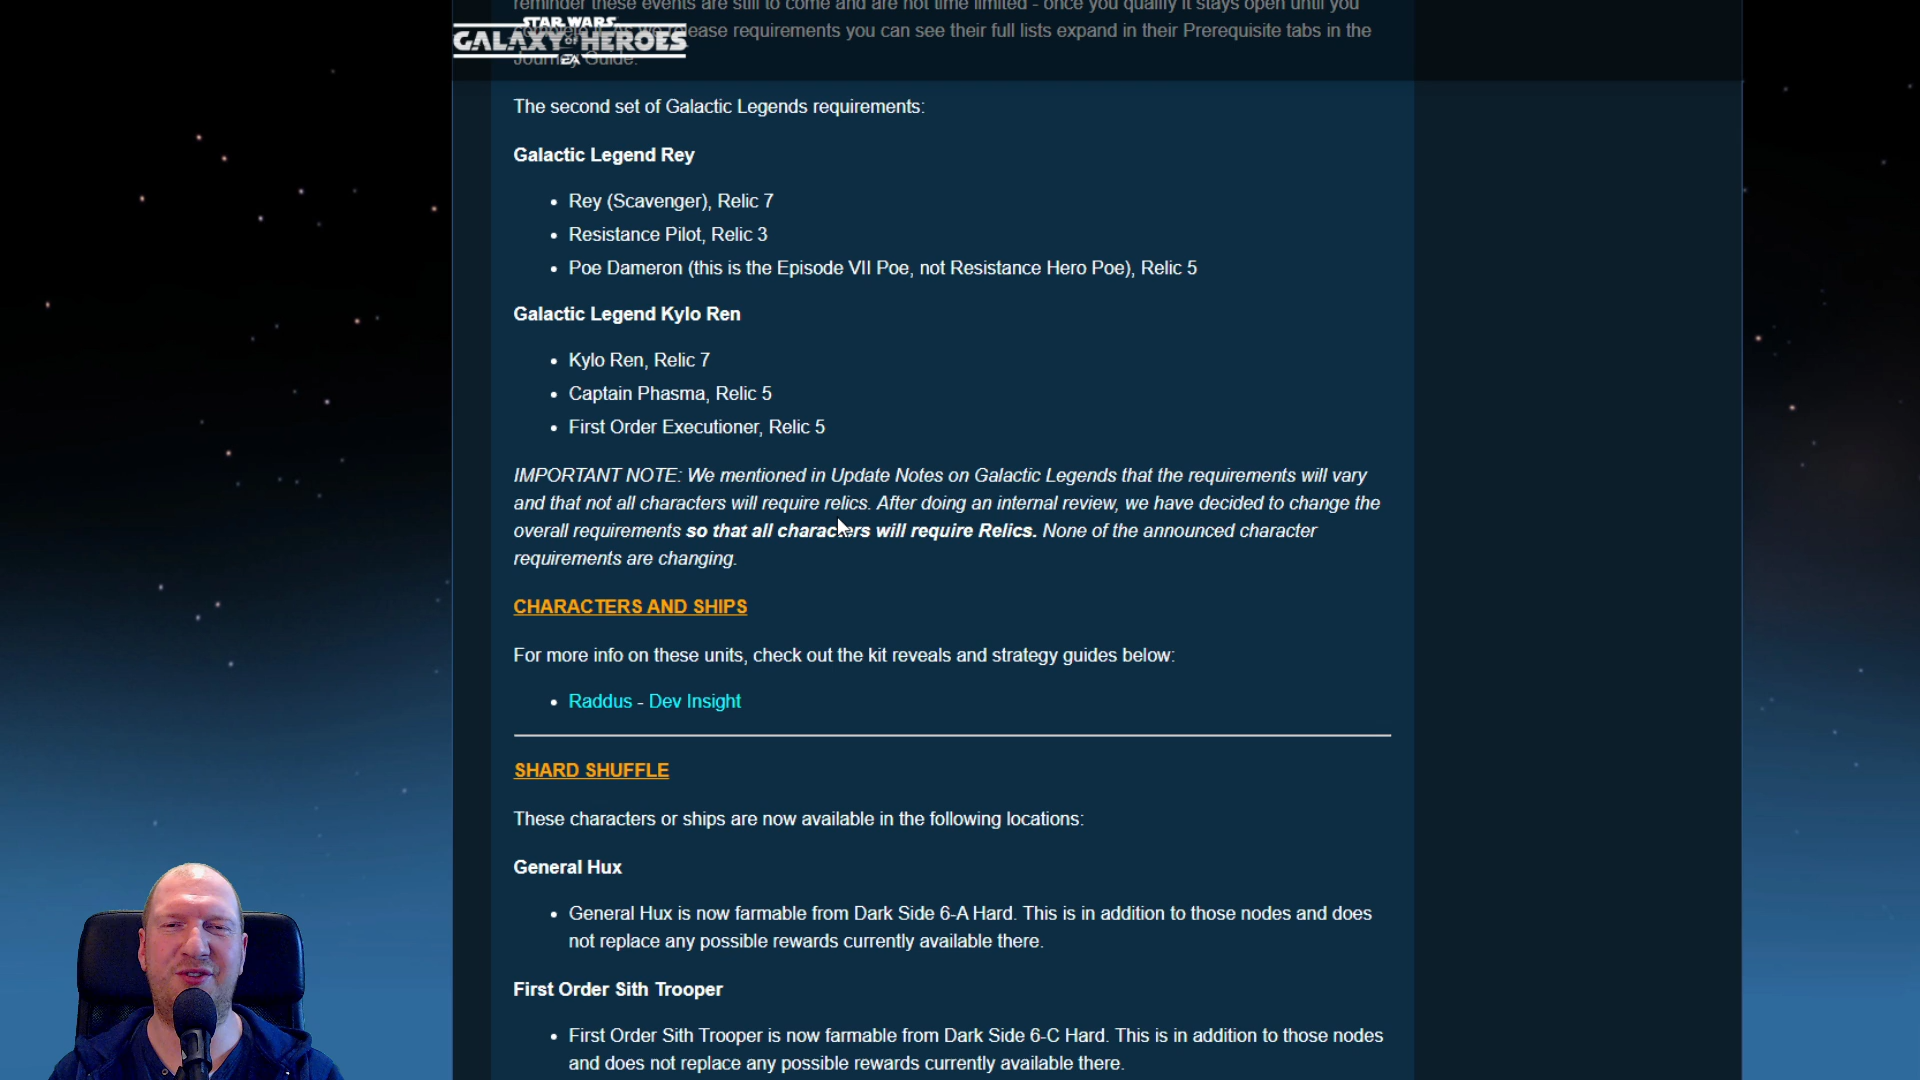 reminder these events are still to come and are not time limited - once you qualify it stays open until you
STAR WARS
GALAXY OF HEROES
EA
release requirements you can see their full lists expand in their Prerequisite tabs in the
Journey Guide.
The second set of Galactic Legends requirements:
Galactic Legend Rey
• Rey (Scavenger), Relic 7
• Resistance Pilot, Relic 3
• Poe Dameron (this is the Episode VII Poe, not Resistance Hero Poe), Relic 5
Galactic Legend Kylo Ren
• Kylo Ren, Relic 7
• Captain Phasma, Relic 5
• First Order Executioner, Relic 5
IMPORTANT NOTE: We mentioned in Update Notes on Galactic Legends that the requirements will vary
and that not all characters will require relics. After doing an internal review, we have decided to change the
overall requirements so that all characters will require Relics. None of the announced character
requirements are changing.
CHARACTERS AND SHIPS
For more info on these units, check out the kit reveals and strategy guides below:
• Raddus - Dev Insight
SHARD SHUFFLE
These characters or ships are now available in the following locations:
General Hux
• General Hux is now farmable from Dark Side 6-A Hard. This is in addition to those nodes and does
not replace any possible rewards currently available there.
First Order Sith Trooper
• First Order Sith Trooper is now farmable from Dark Side 6-C Hard. This is in addition to those nodes
and does not replace any possible rewards currently available there.